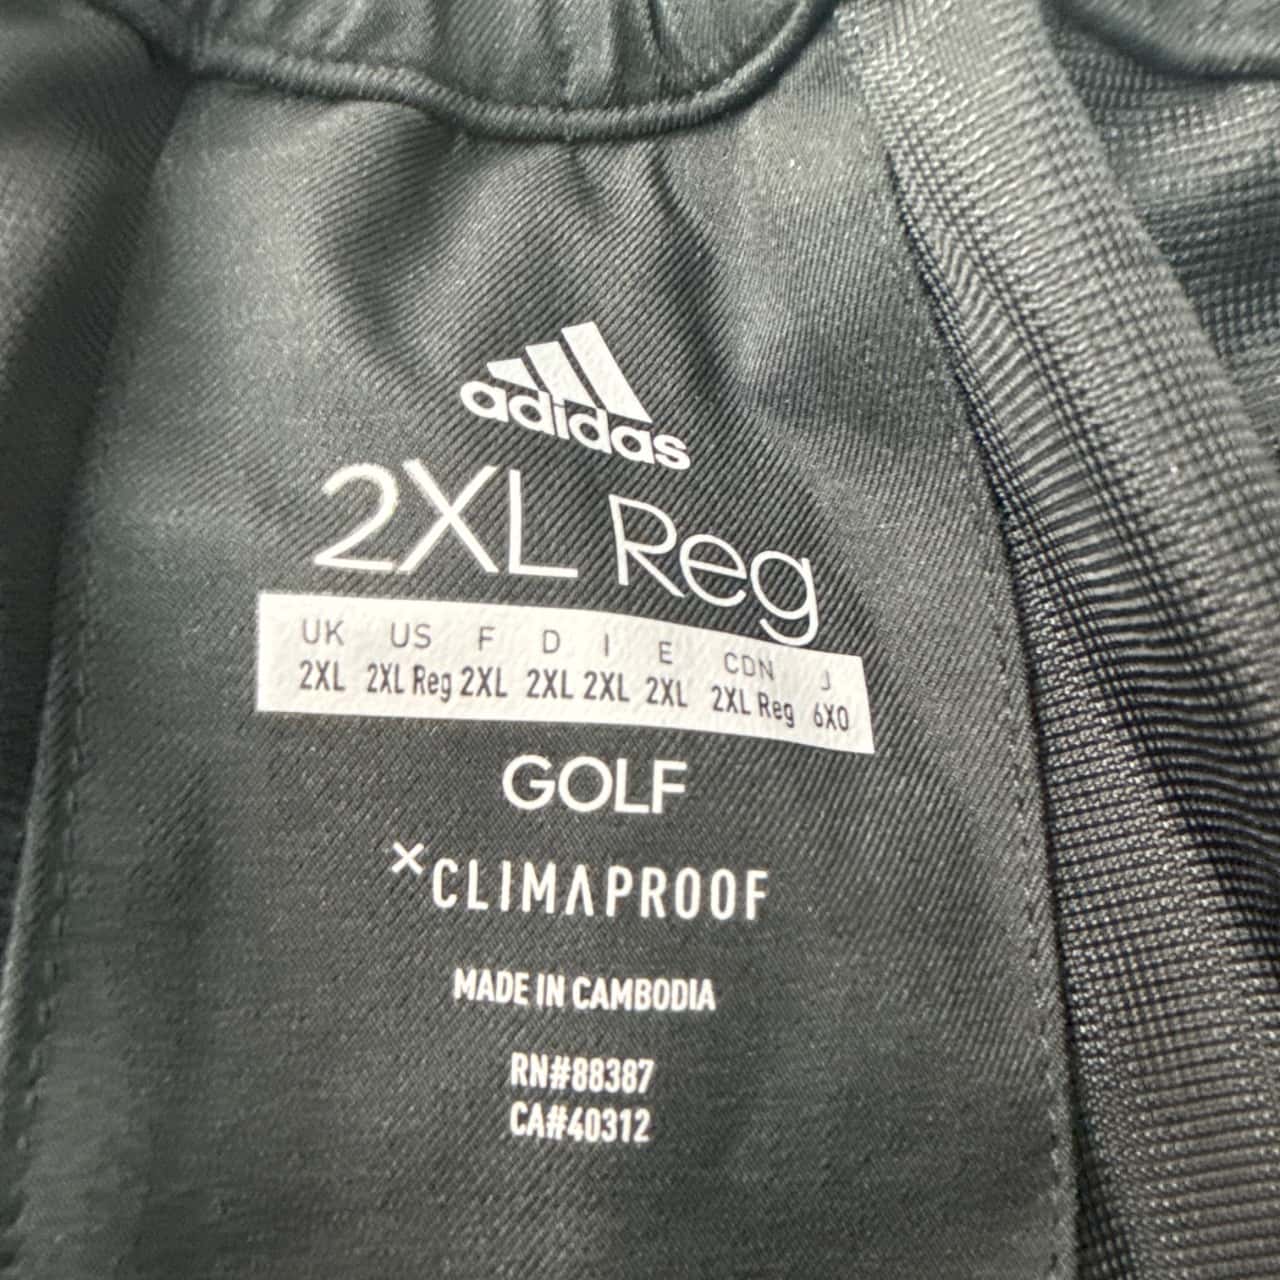 adidas
2XL Reg
UK US F D I E CDN J
2XL 2XL Reg 2XL 2XL 2XL 2XL 2XL Reg 6XO
GOLF
×CLIMAPROOF
MADE IN CAMBODIA
RN#88387
CA#40312